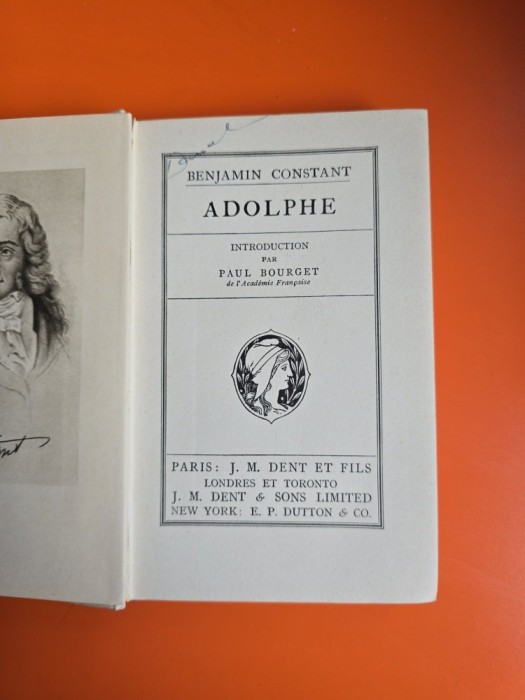 BENJAMIN CONSTANT
ADOLPHE
INTRODUCTION
PAR
PAUL BOURGET
de l'Académie Française
PARIS: J. M. DENT ET FILS
LONDRES ET TORONTO
J. M. DENT & SONS LIMITED
NEW YORK: E. P. DUTTON & CO.